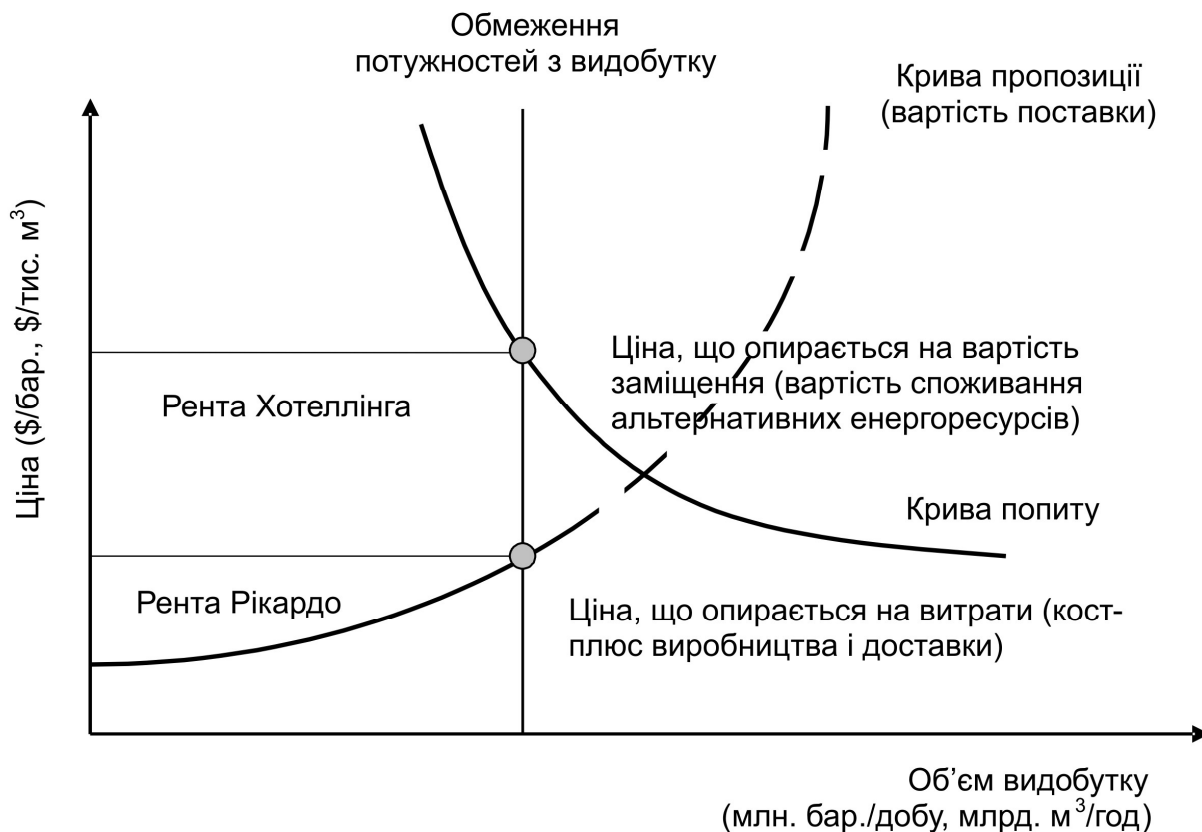 Обмеження
потужностей з видобутку
Крива пропозиції
(вартість поставки)
Ціна ($/бар., $/тис. м³)
Ціна, що опирається на вартість
заміщення (вартість споживання
альтернативних енергоресурсів)
Рента Хотеллінга
Крива попиту
Рента Рікардо
Ціна, що опирається на витрати (кост-
плюс виробництва і доставки)
Об’єм видобутку
(млн. бар./добу, млрд. м³/год)